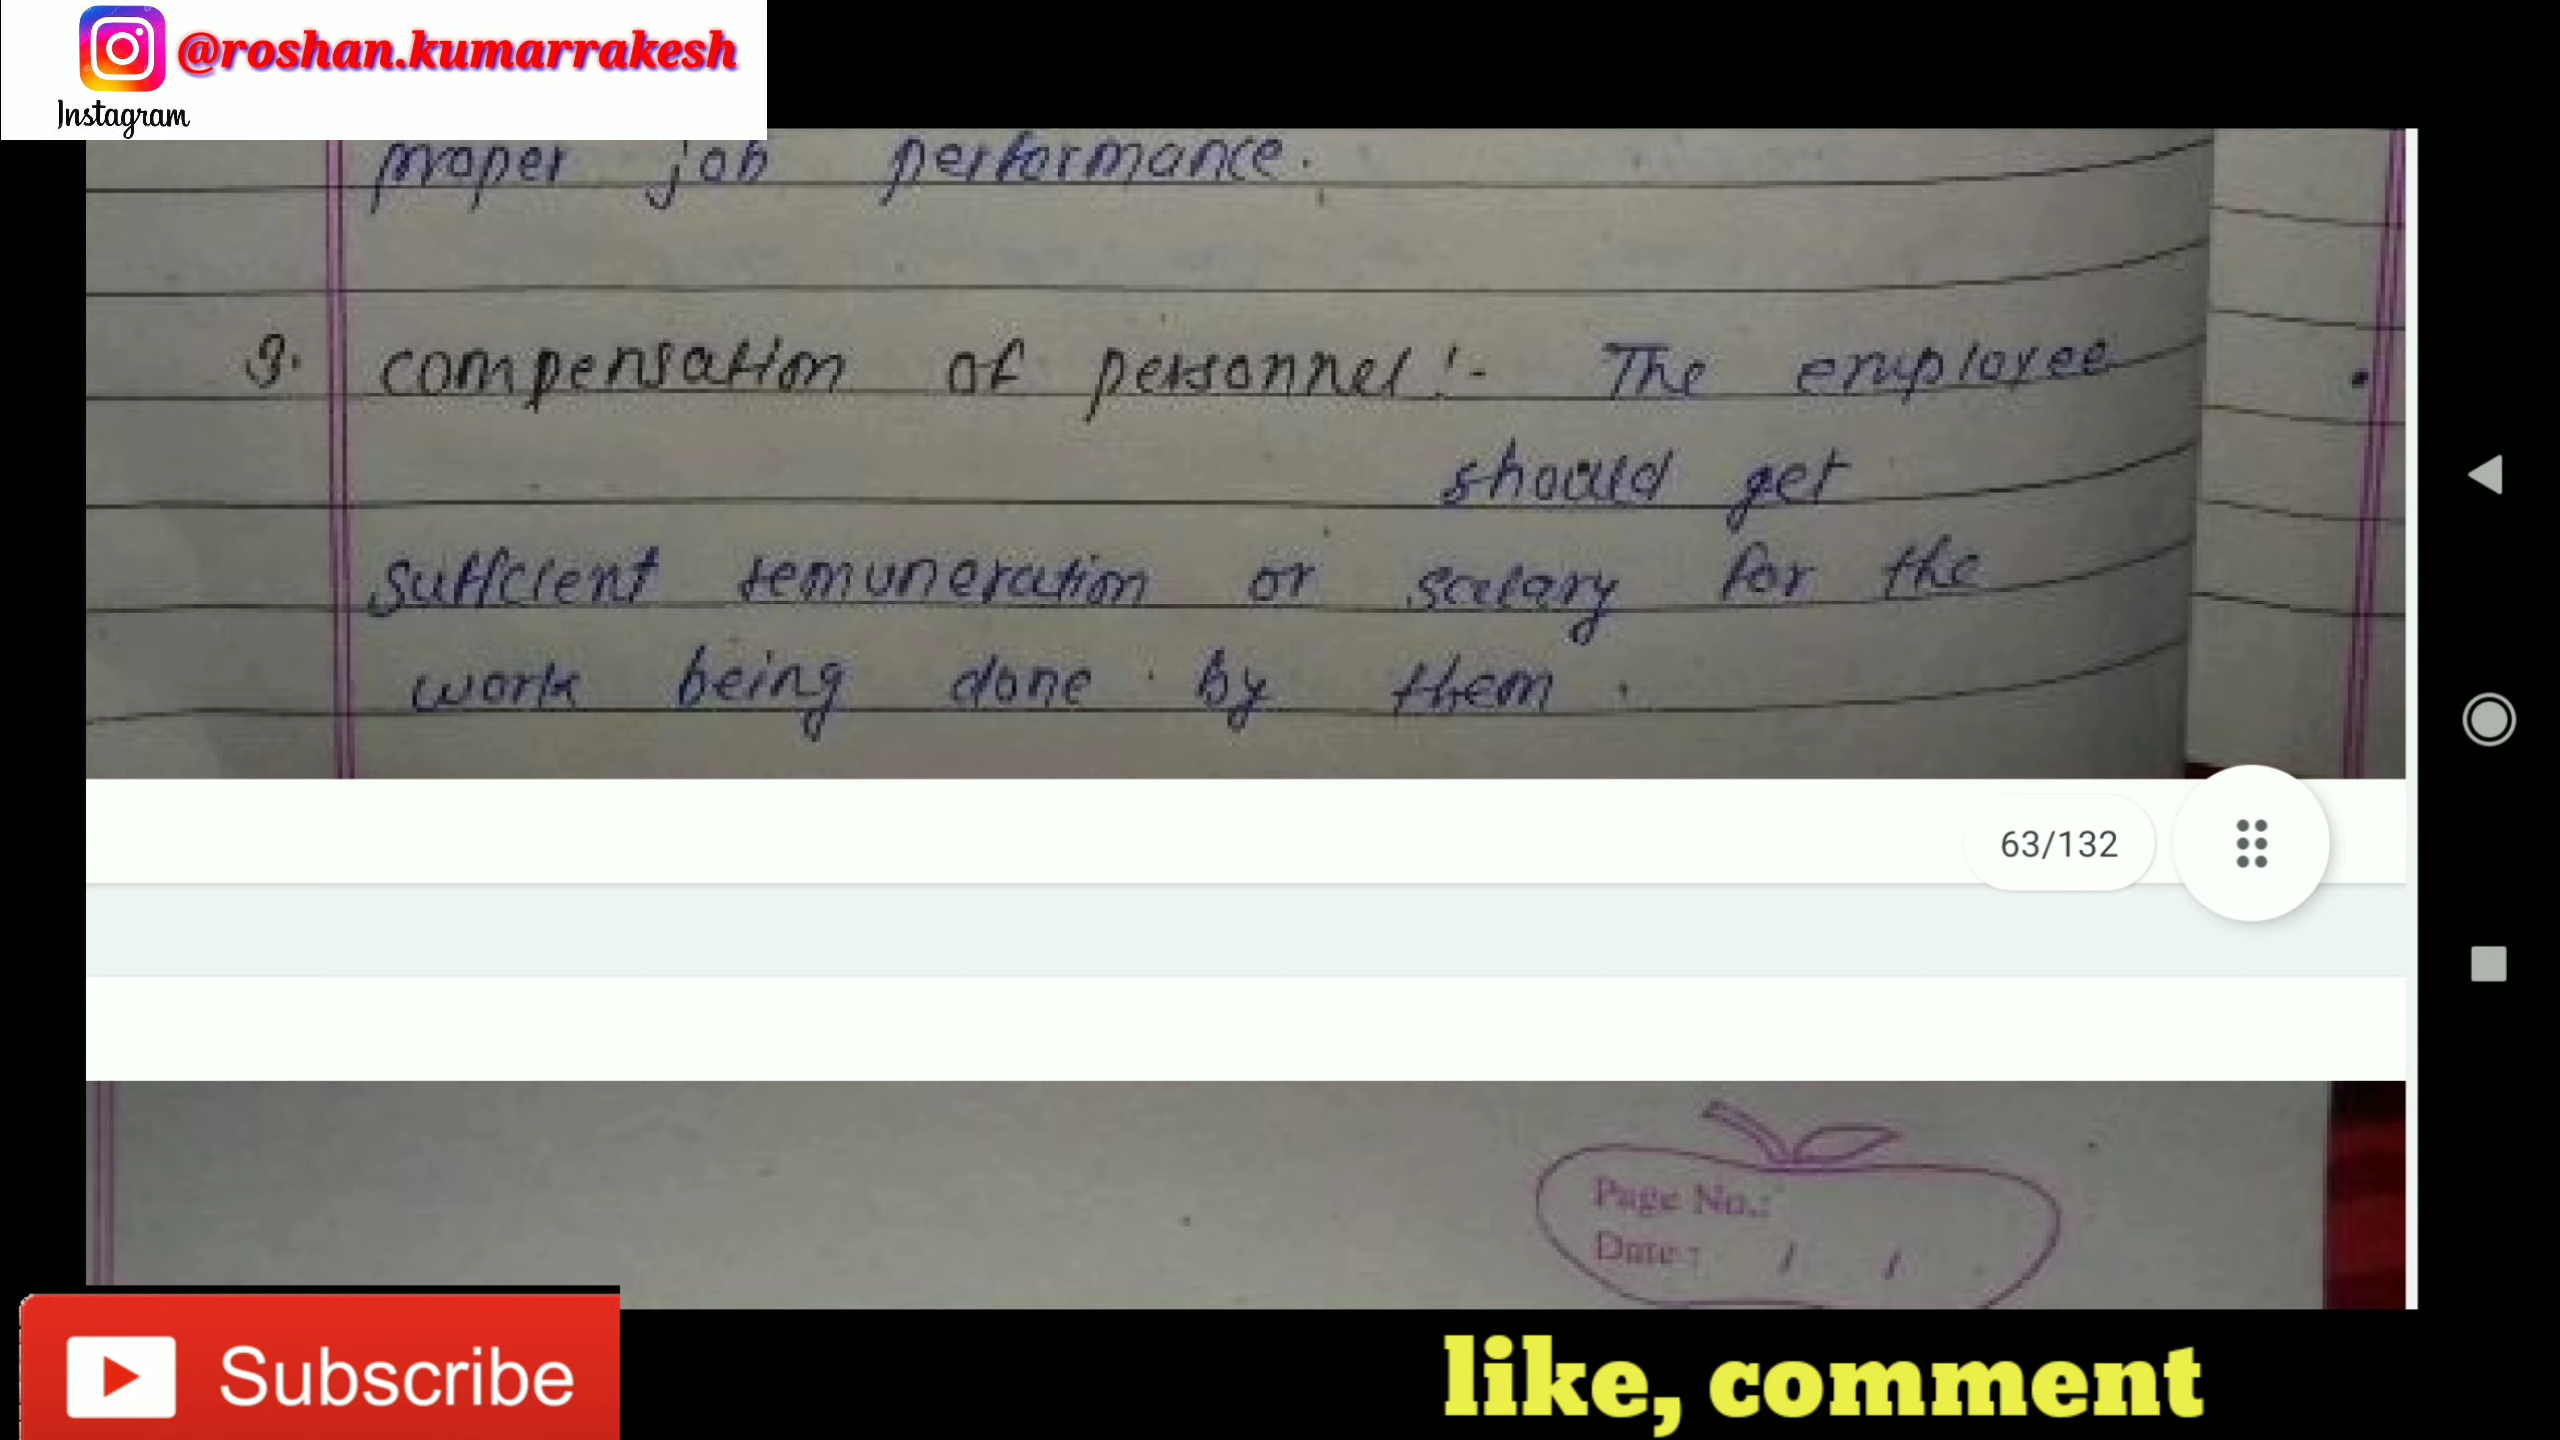 @roshan.kumarrakesh
Instagram
proper job performance.
9. compensation of personnel :- The employee
should get
sufficient remuneration or salary for the
work being done by them.
63/132
Page No.:
Date : / /
Subscribe
like, comment